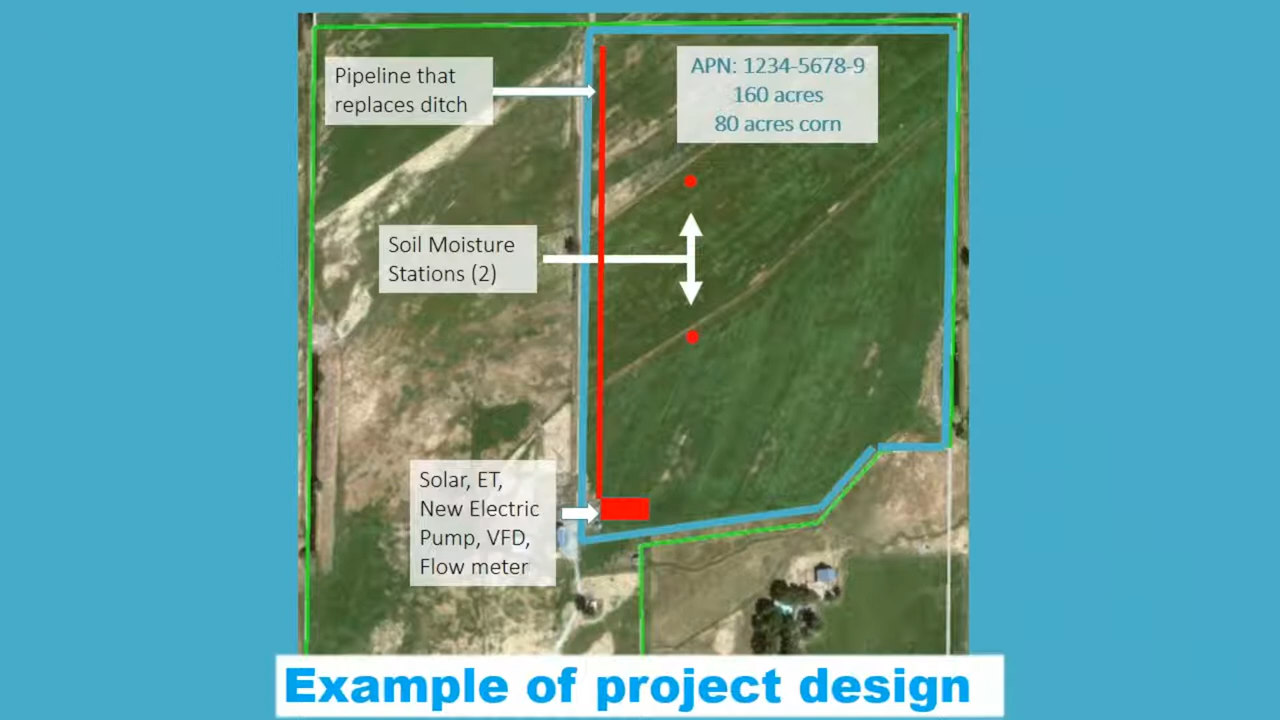 Pipeline that
replaces ditch
APN: 1234-5678-9
160 acres
80 acres corn
Soil Moisture
Stations (2)
Solar, ET,
New Electric
Pump, VFD,
Flow meter
Example of project design